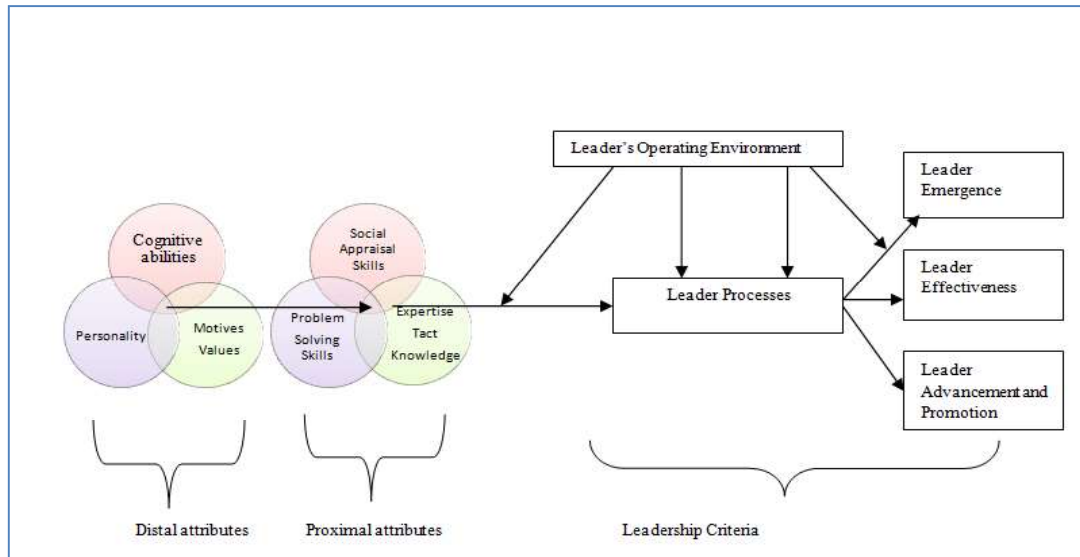 Leader's Operating Environment
Leader
Emergence
Cognitive
abilities
Social
Appraisal
Skills
Leader
Effectiveness
Leader Processes
Personality
Motives
Values
Problem
Solving
Skills
Expertise
Tact
Knowledge
Leader
Advancement and
Promotion
Distal attributes
Proximal attributes
Leadership Criteria